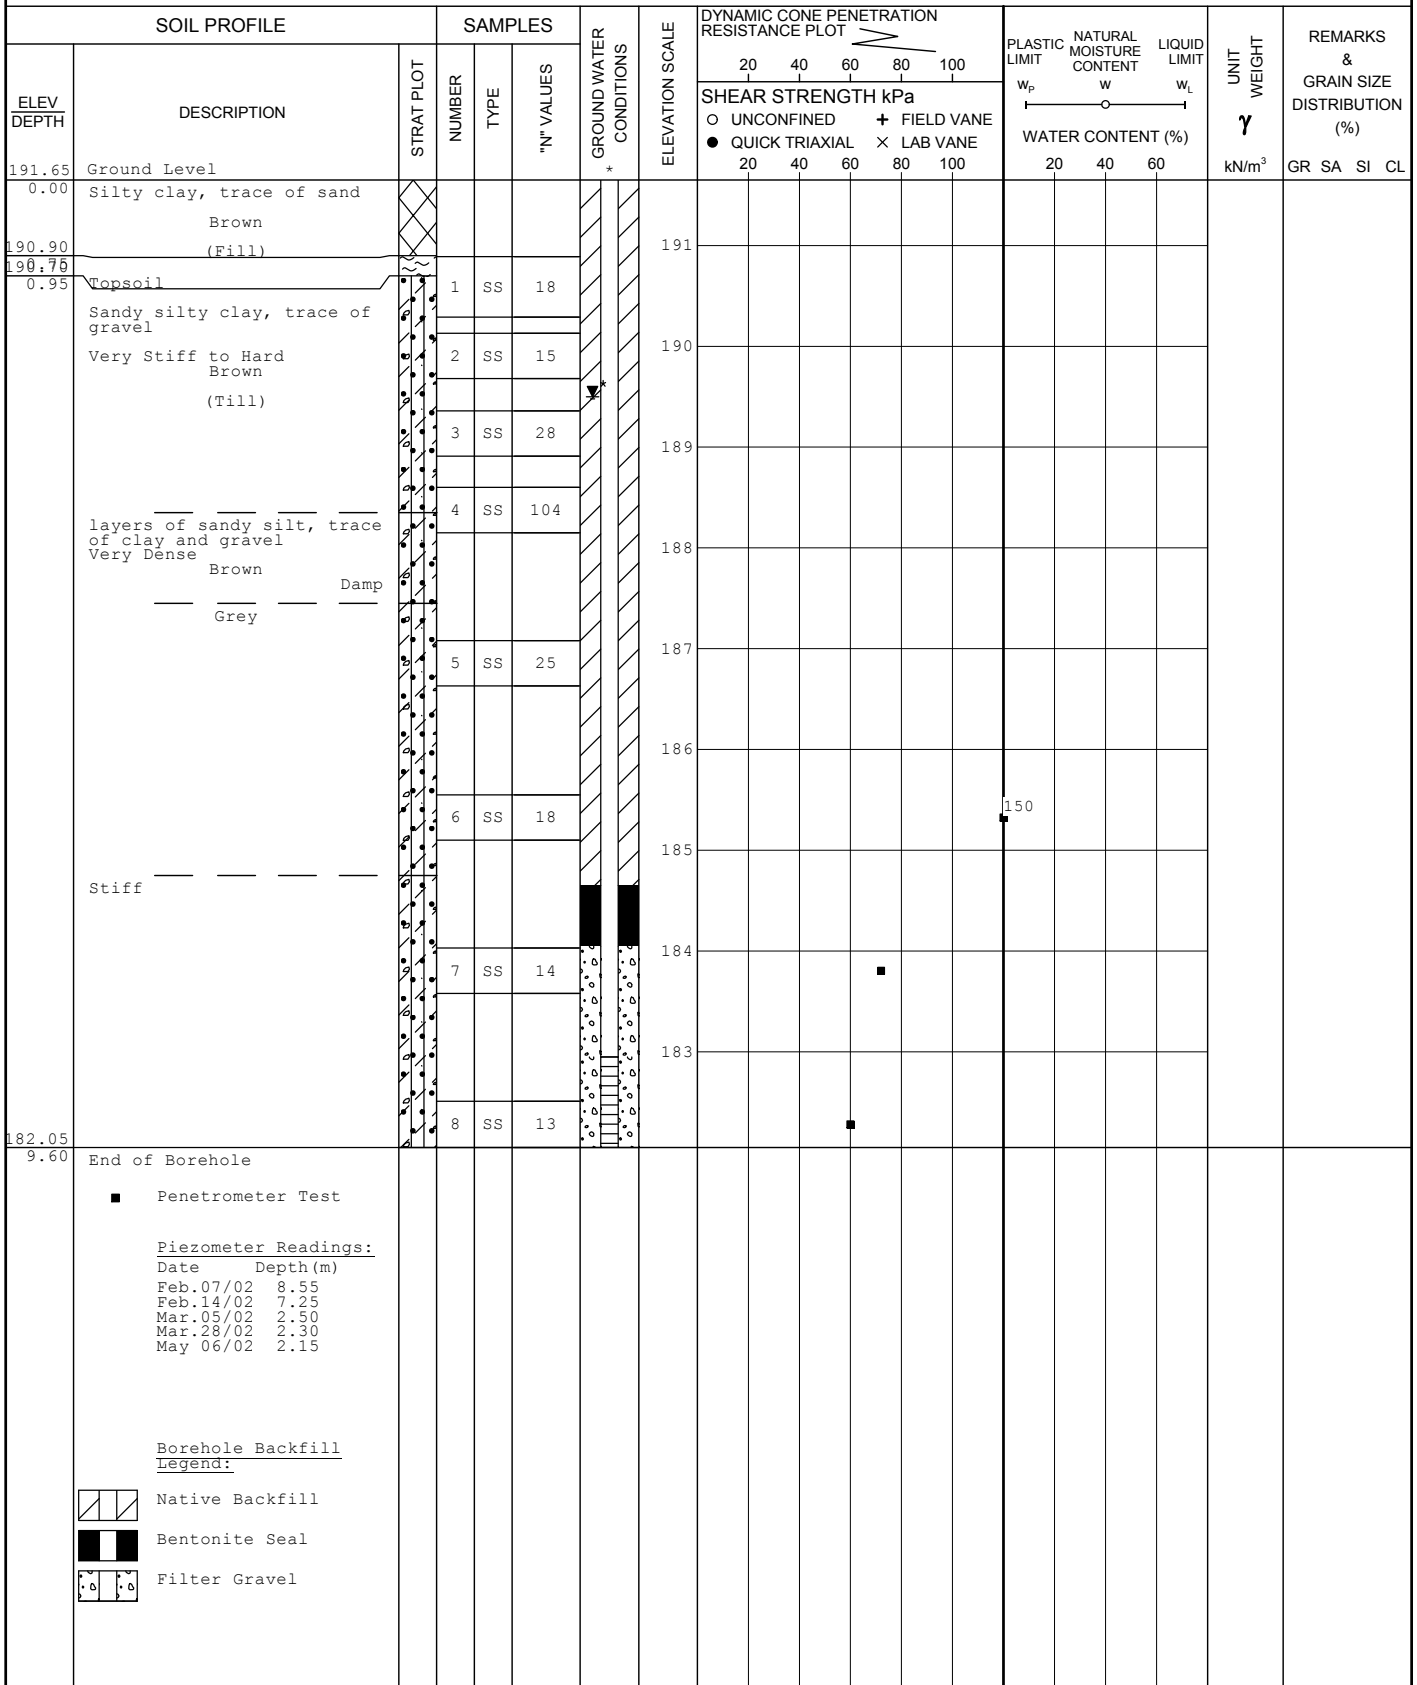 SOIL PROFILE
SAMPLES
GROUND WATER
CONDITIONS
*
ELEVATION SCALE
DYNAMIC CONE PENETRATION
RESISTANCE PLOT
20 40 60 80 100
SHEAR STRENGTH kPa
○ UNCONFINED + FIELD VANE
● QUICK TRIAXIAL × LAB VANE
20 40 60 80 100
PLASTIC
LIMIT
NATURAL
MOISTURE
CONTENT
LIQUID
LIMIT
WP W WL
WATER CONTENT (%)
20 40 60
UNIT
WEIGHT
γ
kN/m³
REMARKS
&
GRAIN SIZE
DISTRIBUTION
(%)
GR SA SI CL
ELEV
DEPTH
DESCRIPTION
STRAT PLOT
NUMBER
TYPE
"N" VALUES
191.65 Ground Level
0.00 Silty clay, trace of sand
Brown
(Fill)
190.90
0.75
190.70
0.95 Topsoil
1 SS 18
Sandy silty clay, trace of
gravel
Very Stiff to Hard
Brown
(Till)
2 SS 15
*
3 SS 28
4 SS 104
layers of sandy silt, trace
of clay and gravel
Very Dense
Brown
Damp
Grey
5 SS 25
6 SS 18
150
Stiff
7 SS 14
8 SS 13
191
190
189
188
187
186
185
184
183
182.05
9.60 End of Borehole
■ Penetrometer Test
Piezometer Readings:
Date Depth(m)
Feb.07/02 8.55
Feb.14/02 7.25
Mar.05/02 2.50
Mar.28/02 2.30
May 06/02 2.15
Borehole Backfill
Legend:
Native Backfill
Bentonite Seal
Filter Gravel